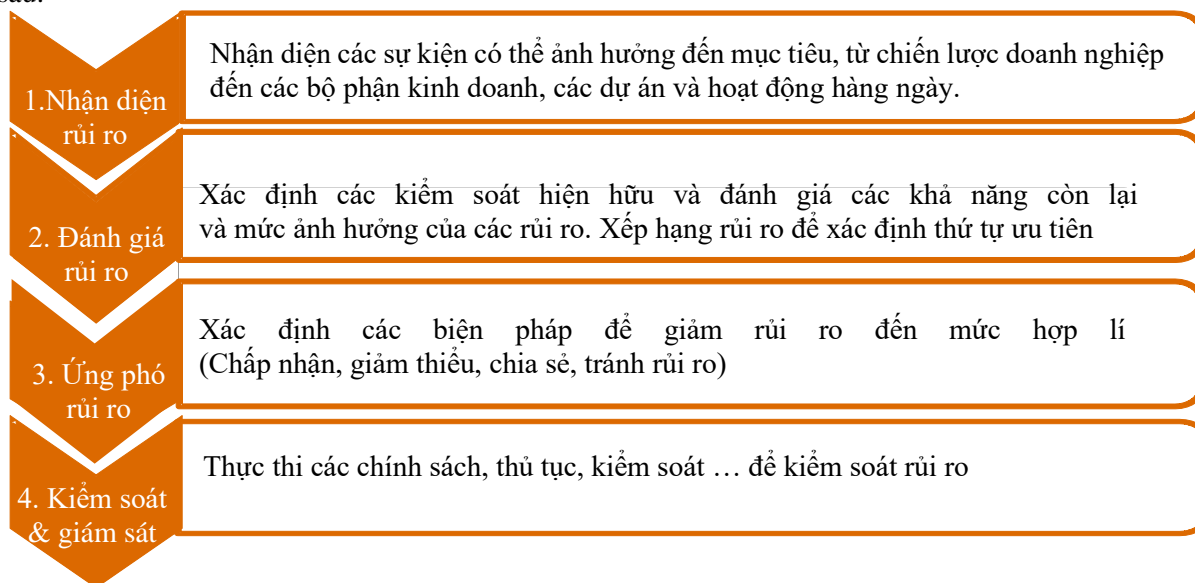 sau:
Nhận diện các sự kiện có thể ảnh hưởng đến mục tiêu, từ chiến lược doanh nghiệp
đến các bộ phận kinh doanh, các dự án và hoạt động hàng ngày.
1.Nhận diện
rủi ro
Xác định các kiểm soát hiện hữu và đánh giá các khả năng còn lại
và mức ảnh hưởng của các rủi ro. Xếp hạng rủi ro để xác định thứ tự ưu tiên
2. Đánh giá
rủi ro
Xác định các biện pháp để giảm rủi ro đến mức hợp lí
(Chấp nhận, giảm thiểu, chia sẻ, tránh rủi ro)
3. Ứng phó
rủi ro
Thực thi các chính sách, thủ tục, kiểm soát … để kiểm soát rủi ro
4. Kiểm soát
& giám sát